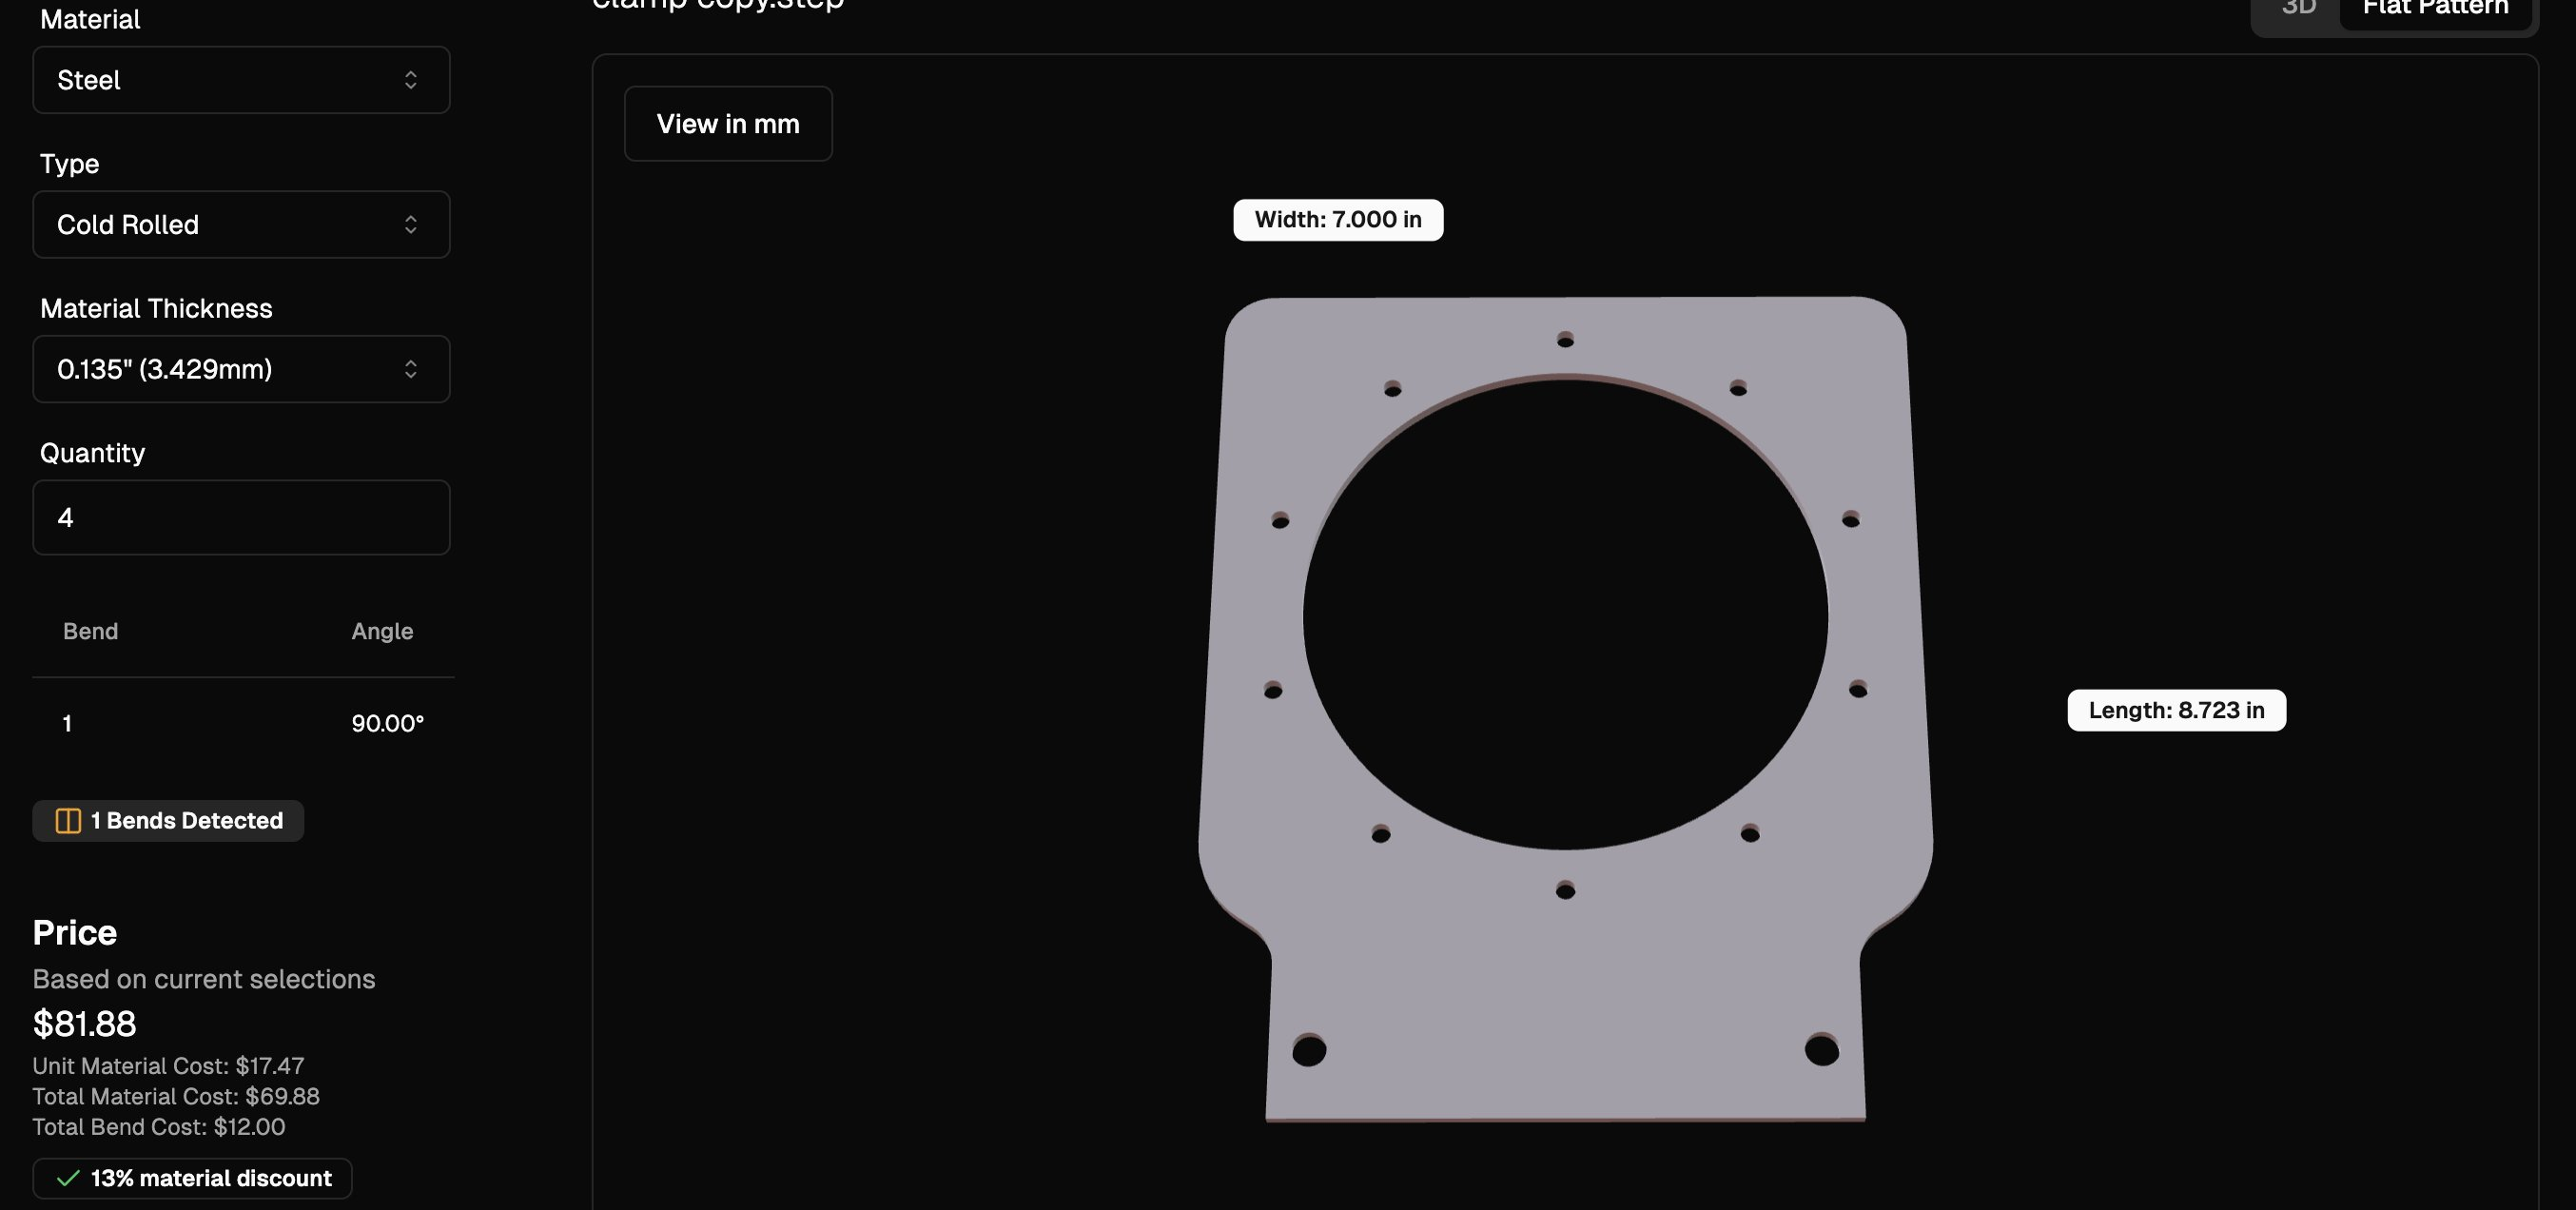 Material
Steel
Type
Cold Rolled
Material Thickness
0.135" (3.429mm)
Quantity
4
Bend Angle
1 90.00°
1 Bends Detected
Price
Based on current selections
$81.88
Unit Material Cost: $17.47
Total Material Cost: $69.88
Total Bend Cost: $12.00
13% material discount
clamp copy.step
3D Flat Pattern
View in mm
Width: 7.000 in
Length: 8.723 in